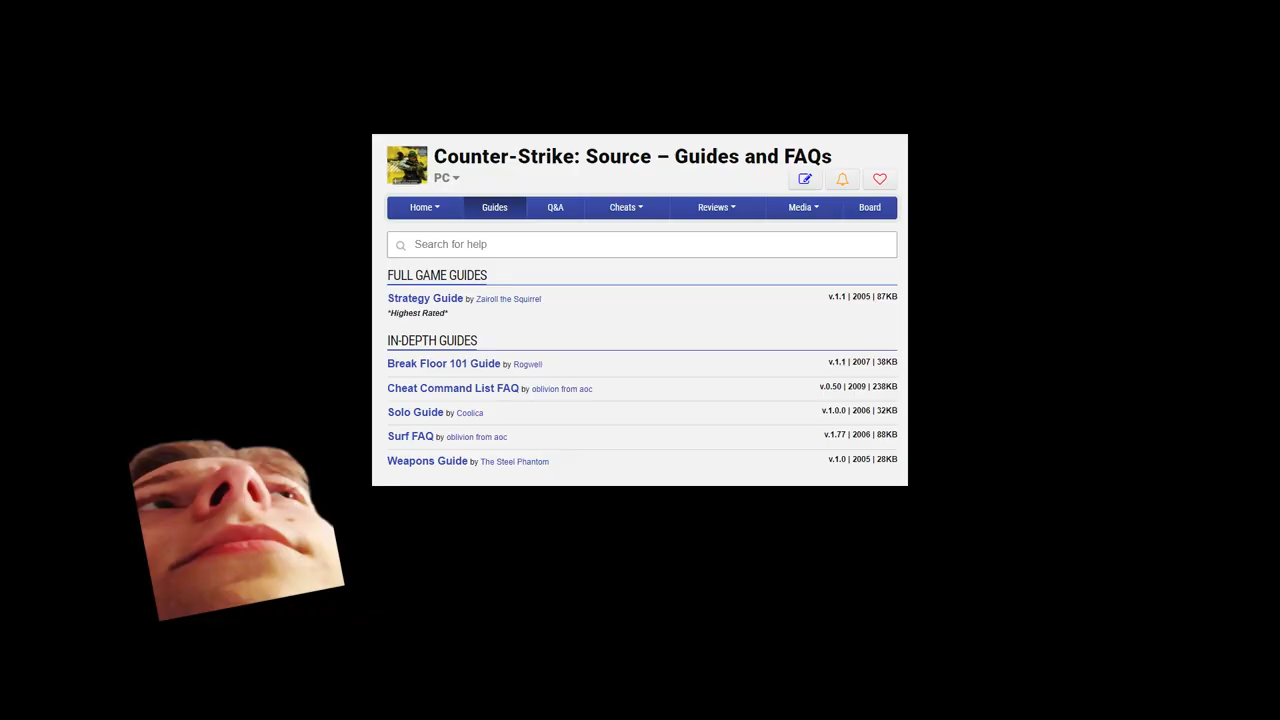 Counter-Strike: Source – Guides and FAQs
PC
Home Guides Q&A Cheats Reviews Media Board
Search for help
FULL GAME GUIDES
Strategy Guide by Zairoll the Squirrel v.1.1 | 2005 | 87KB
*Highest Rated*
IN-DEPTH GUIDES
Break Floor 101 Guide by Rogwell v.1.1 | 2007 | 38KB
Cheat Command List FAQ by oblivion from aoc v.0.50 | 2009 | 238KB
Solo Guide by Coolica v.1.0.0 | 2006 | 32KB
Surf FAQ by oblivion from aoc v.1.77 | 2006 | 88KB
Weapons Guide by The Steel Phantom v.1.0 | 2005 | 28KB